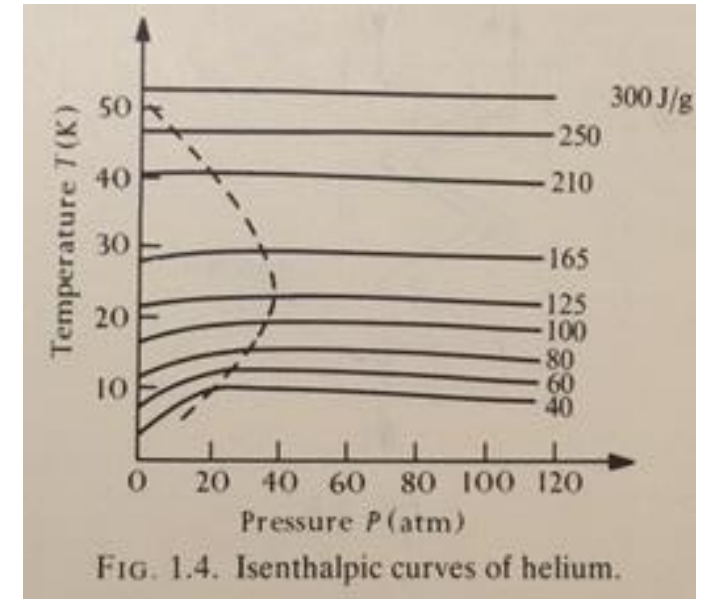 300 J/g
50
250
40
210
30
165
20
125
100
80
10
60
40
Temperature T (K)
0 20 40 60 80 100 120
Pressure P (atm)
FIG. 1.4. Isenthalpic curves of helium.